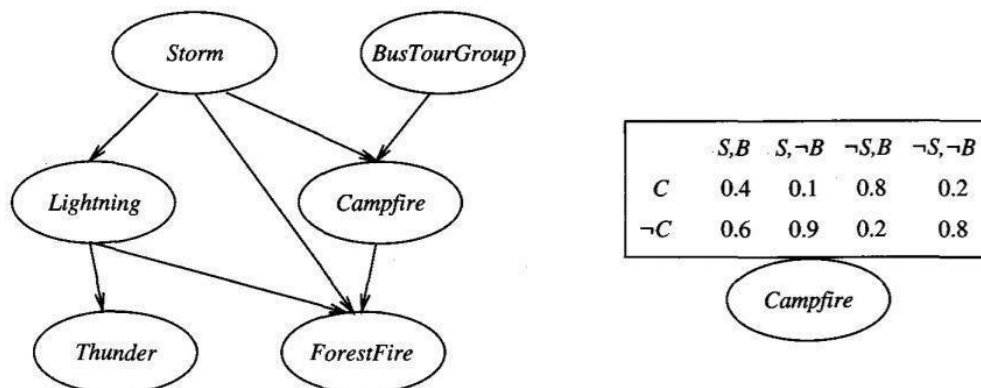 Storm BusTourGroup
S,B S,¬B ¬S,B ¬S,¬B
C 0.4 0.1 0.8 0.2
Lightning Campfire
¬C 0.6 0.9 0.2 0.8
Campfire
Thunder ForestFire